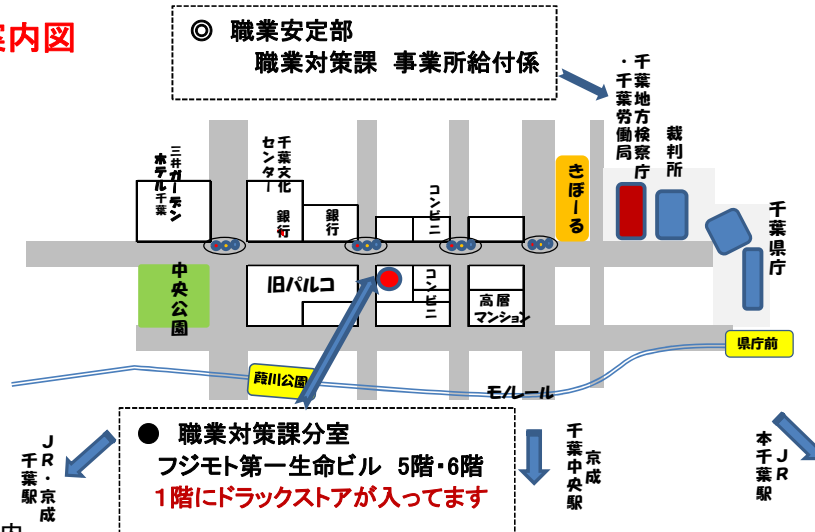 案内図
◎ 職業安定部
職業対策課 事業所給付係
・千葉地方検察庁
・千葉労働局
裁判所
千葉県庁
きぼーる
三井ガーデン
ホテル千葉
千葉文化
センター
銀行
銀行
コンビニ
中央公園
旧パルコ
コンビニ
高層
マンション
県庁前
葭川公園
モノレール
● 職業対策課分室
フジモト第一生命ビル 5階・6階
1階にドラックストアが入ってます
JR・京成
千葉駅
京成
千葉中央駅
JR
本千葉駅